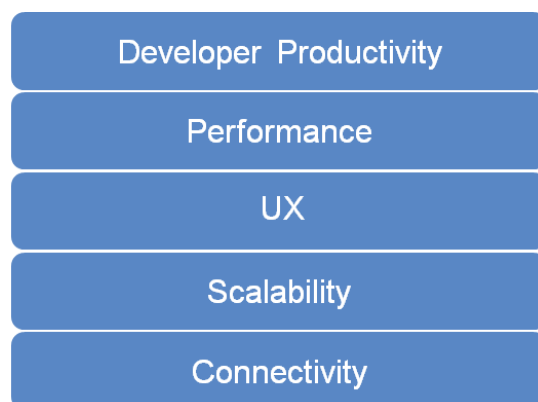 Developer Productivity
Performance
UX
Scalability
Connectivity